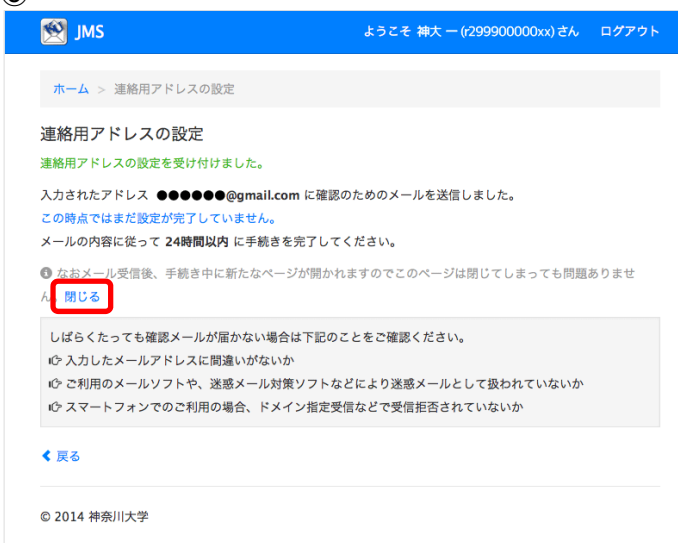 JMS
ようこそ 神大 一 (r299900000xx) さん ログアウト
ホーム > 連絡用アドレスの設定
連絡用アドレスの設定
連絡用アドレスの設定を受け付けました。
入力されたアドレス ●●●●●●@gmail.com に確認のためのメールを送信しました。
この時点ではまだ設定が完了していません。
メールの内容に従って 24時間以内 に手続きを完了してください。
なおメール受信後、手続き中に新たなページが開かれますのでこのページは閉じてしまっても問題ありませ
ん。閉じる
しばらくたっても確認メールが届かない場合は下記のことをご確認ください。
入力したメールアドレスに間違いがないか
ご利用のメールソフトや、迷惑メール対策ソフトなどにより迷惑メールとして扱われていないか
スマートフォンでのご利用の場合、ドメイン指定受信などで受信拒否されていないか
戻る
© 2014 神奈川大学